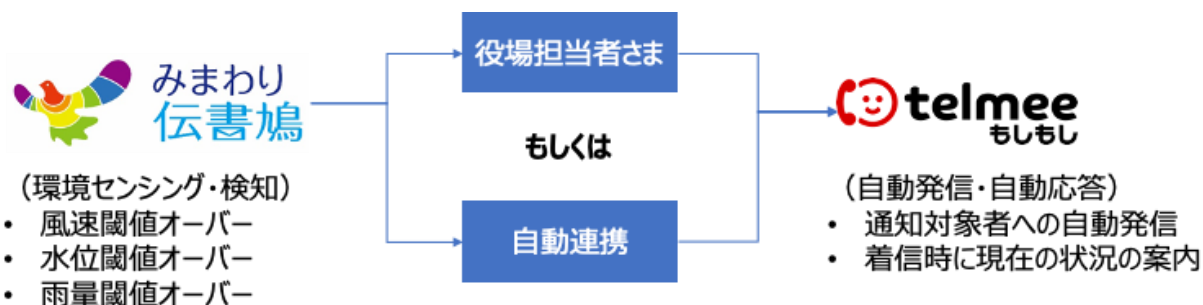 みまわり
伝書鳩
(環境センシング・検知)
• 風速閾値オーバー
• 水位閾値オーバー
• 雨量閾値オーバー
役場担当者さま
もしくは
自動連携
telmee
もしもし
(自動発信・自動応答)
• 通知対象者への自動発信
• 着信時に現在の状況の案内